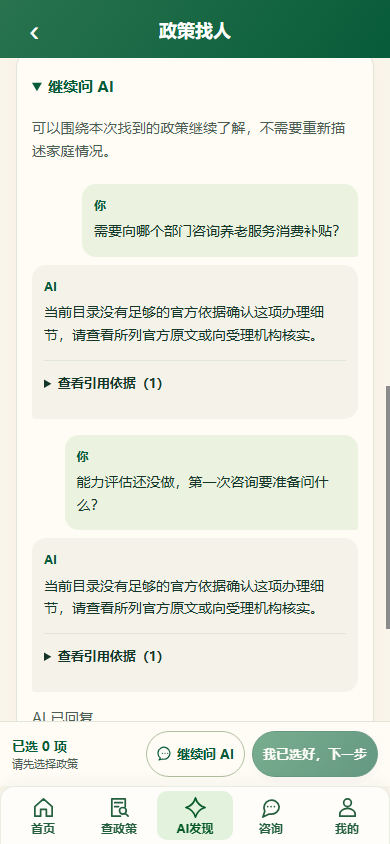 政策找人
继续问 AI
可以围绕本次找到的政策继续了解，不需要重新描
述家庭情况。
你
需要向哪个部门咨询养老服务消费补贴？
AI
当前目录没有足够的官方依据确认这项办理细
节，请查看所列官方原文或向受理机构核实。
查看引用依据（1）
你
能力评估还没做，第一次咨询要准备问什
么？
AI
当前目录没有足够的官方依据确认这项办理细
节，请查看所列官方原文或向受理机构核实。
查看引用依据（1）
AI 已回复
已选 0 项
请先选择政策
继续问 AI
我已选好，下一步
首页
查政策
AI发现
咨询
我的